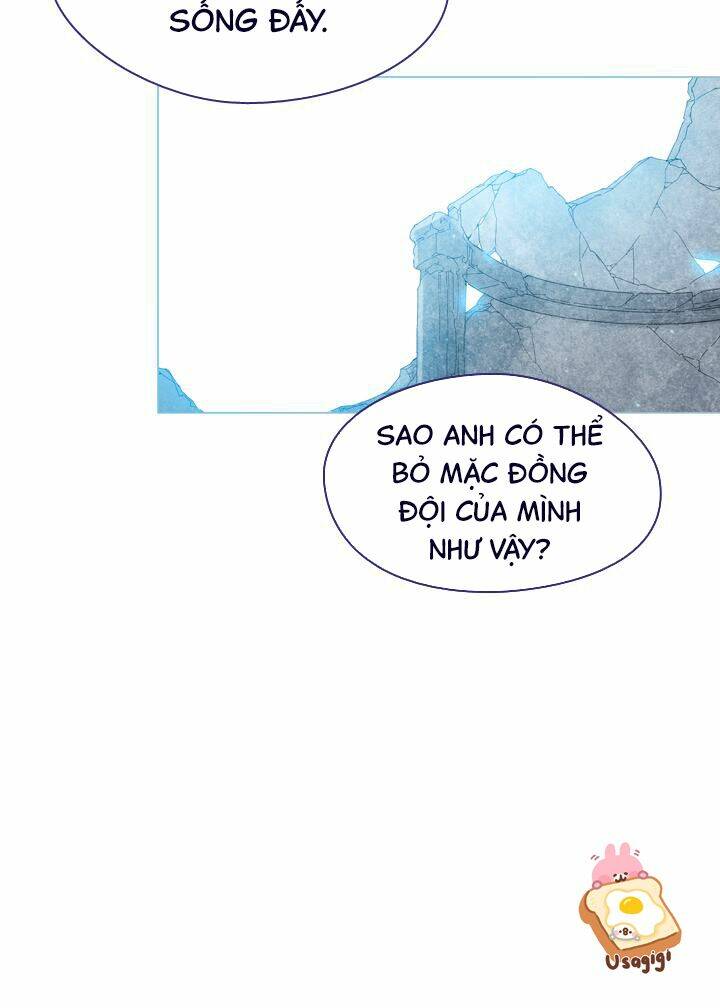 SỐNG ĐẤY.
SAO ANH CÓ THỂ
BỎ MẶC ĐỒNG
ĐỘI CỦA MÌNH
NHƯ VẬY?
Usagigi